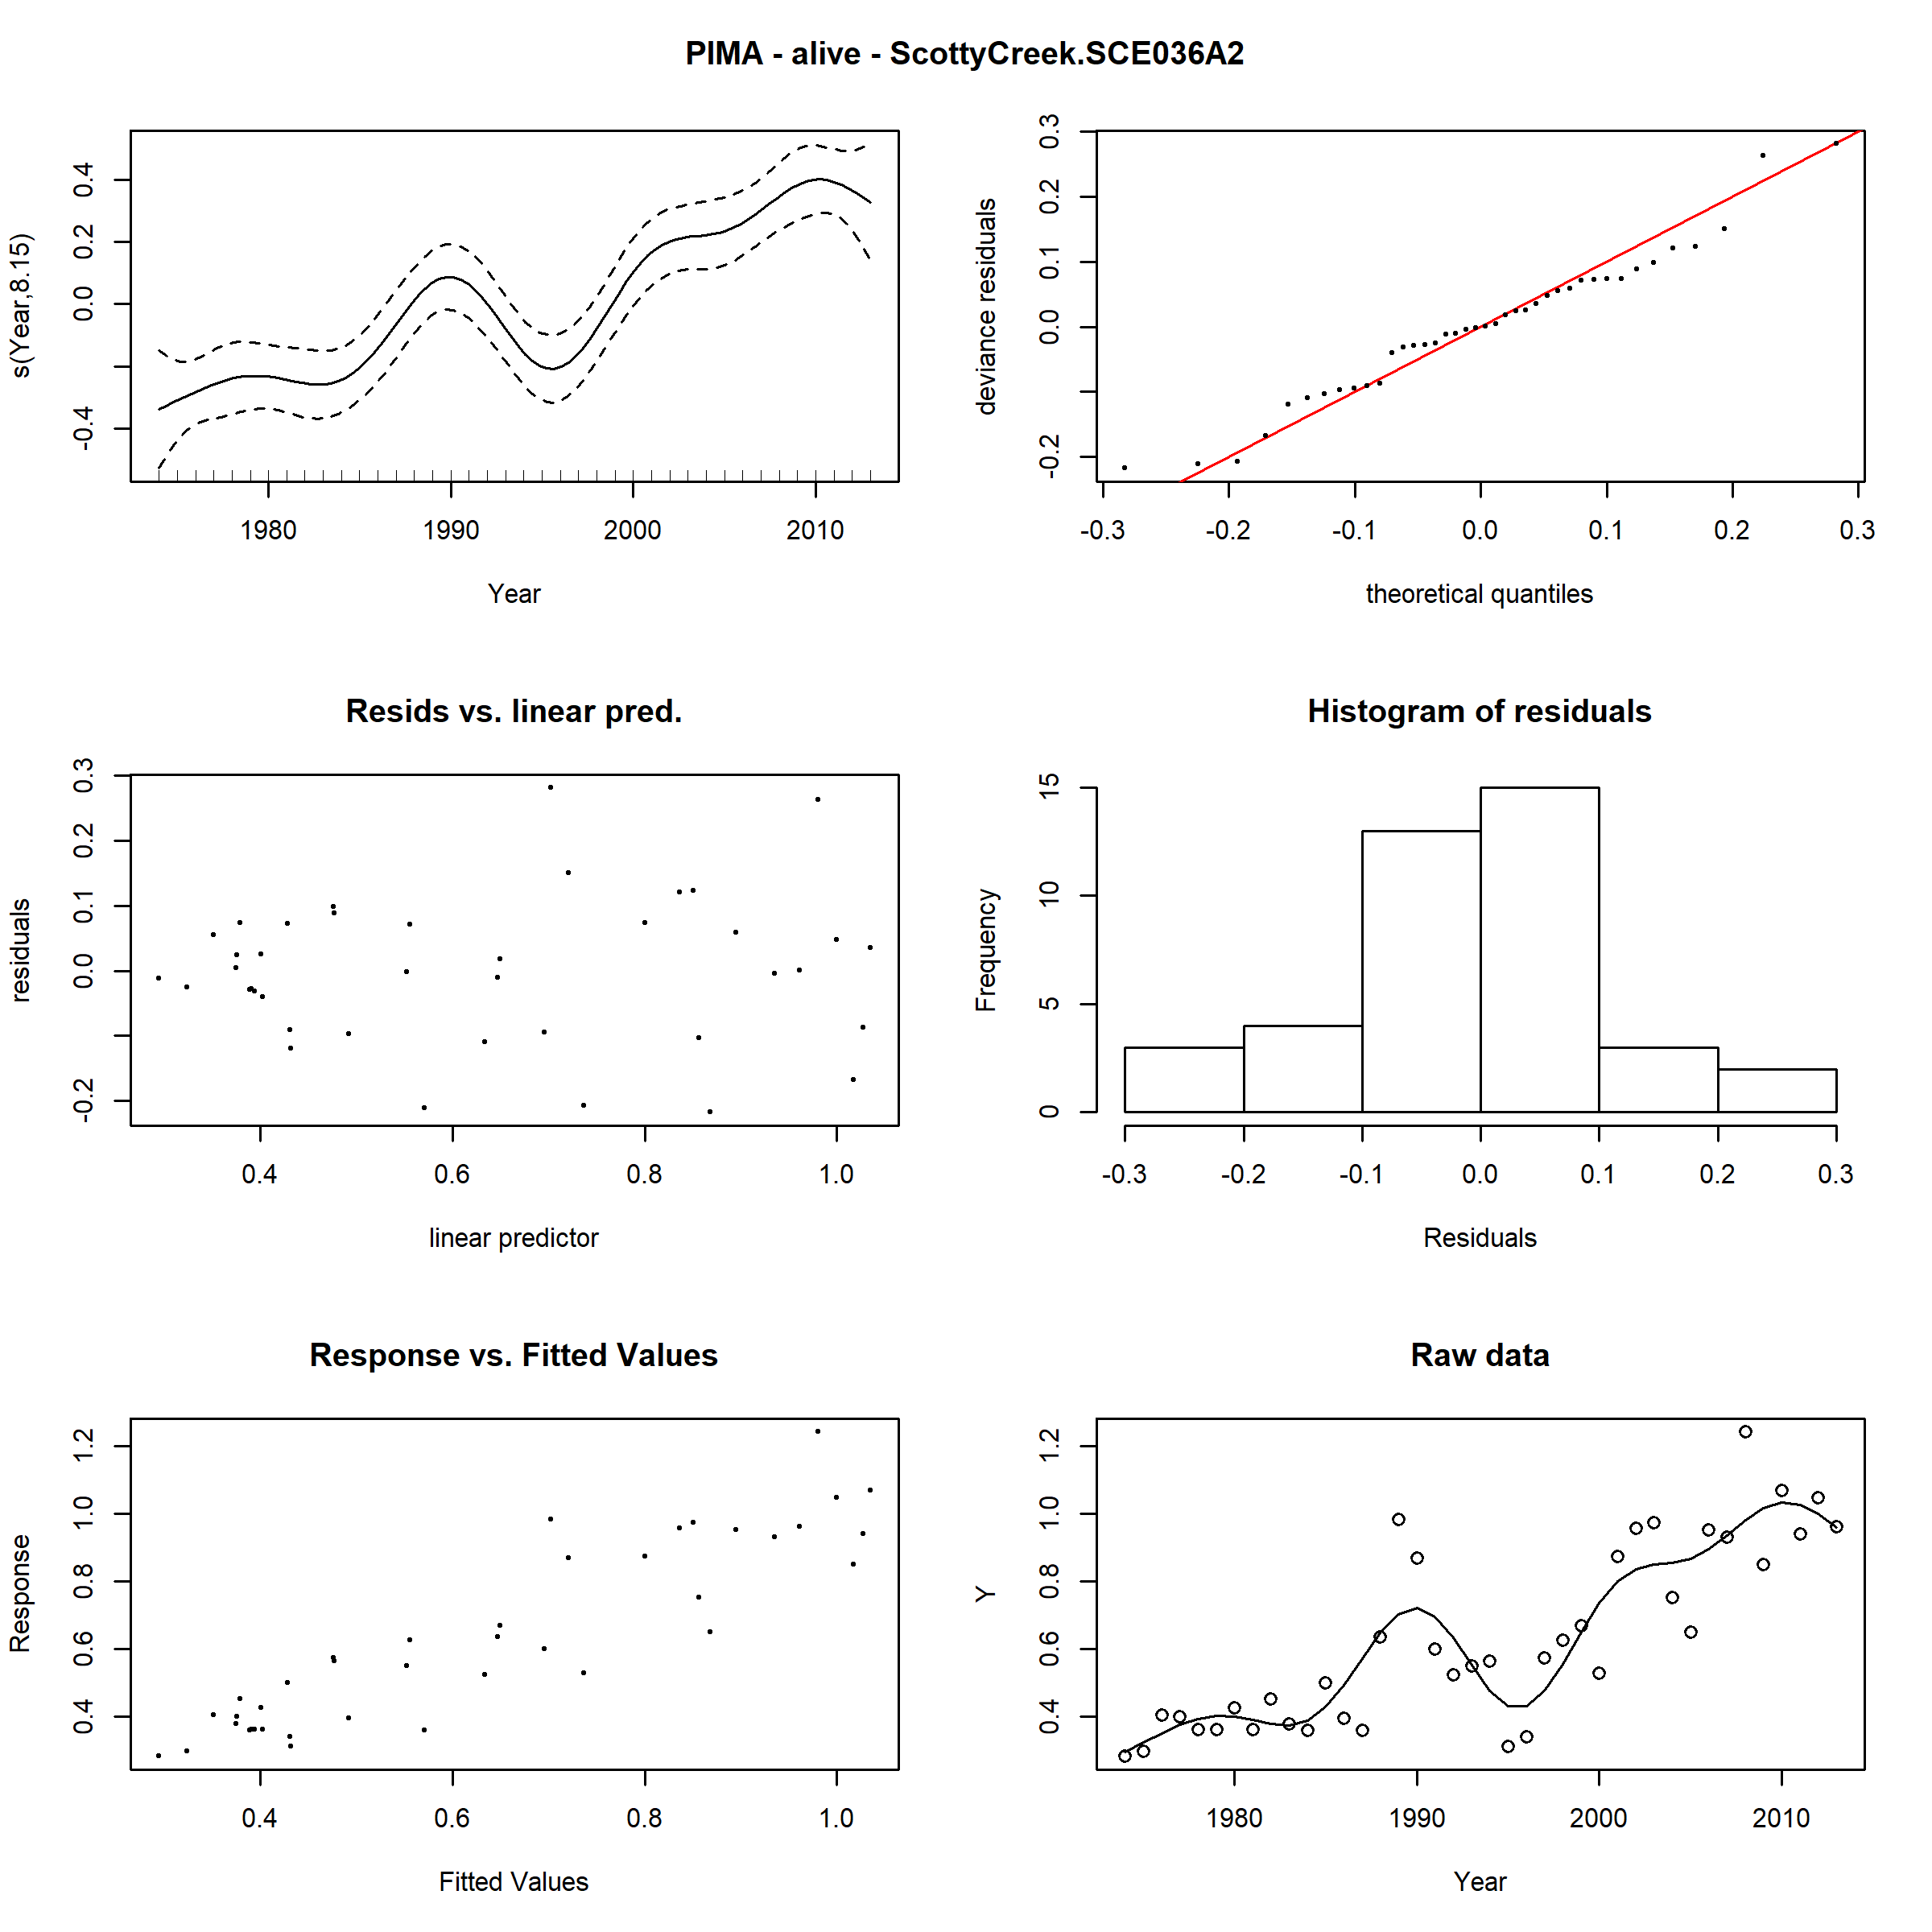 PIMA - alive - ScottyCreek.SCE036A2
s(Year,8.15)
-0.4 0.0 0.2 0.4
1980 1990 2000 2010
Year
deviance residuals
-0.2 0.0 0.1 0.2 0.3
-0.3 -0.2 -0.1 0.0 0.1 0.2 0.3
theoretical quantiles
Resids vs. linear pred.
residuals
-0.2 0.0 0.1 0.2 0.3
0.4 0.6 0.8 1.0
linear predictor
Histogram of residuals
Frequency
0 5 10 15
-0.3 -0.2 -0.1 0.0 0.1 0.2 0.3
Residuals
Response vs. Fitted Values
Response
0.4 0.6 0.8 1.0 1.2
0.4 0.6 0.8 1.0
Fitted Values
Raw data
Y
0.4 0.6 0.8 1.0 1.2
1980 1990 2000 2010
Year